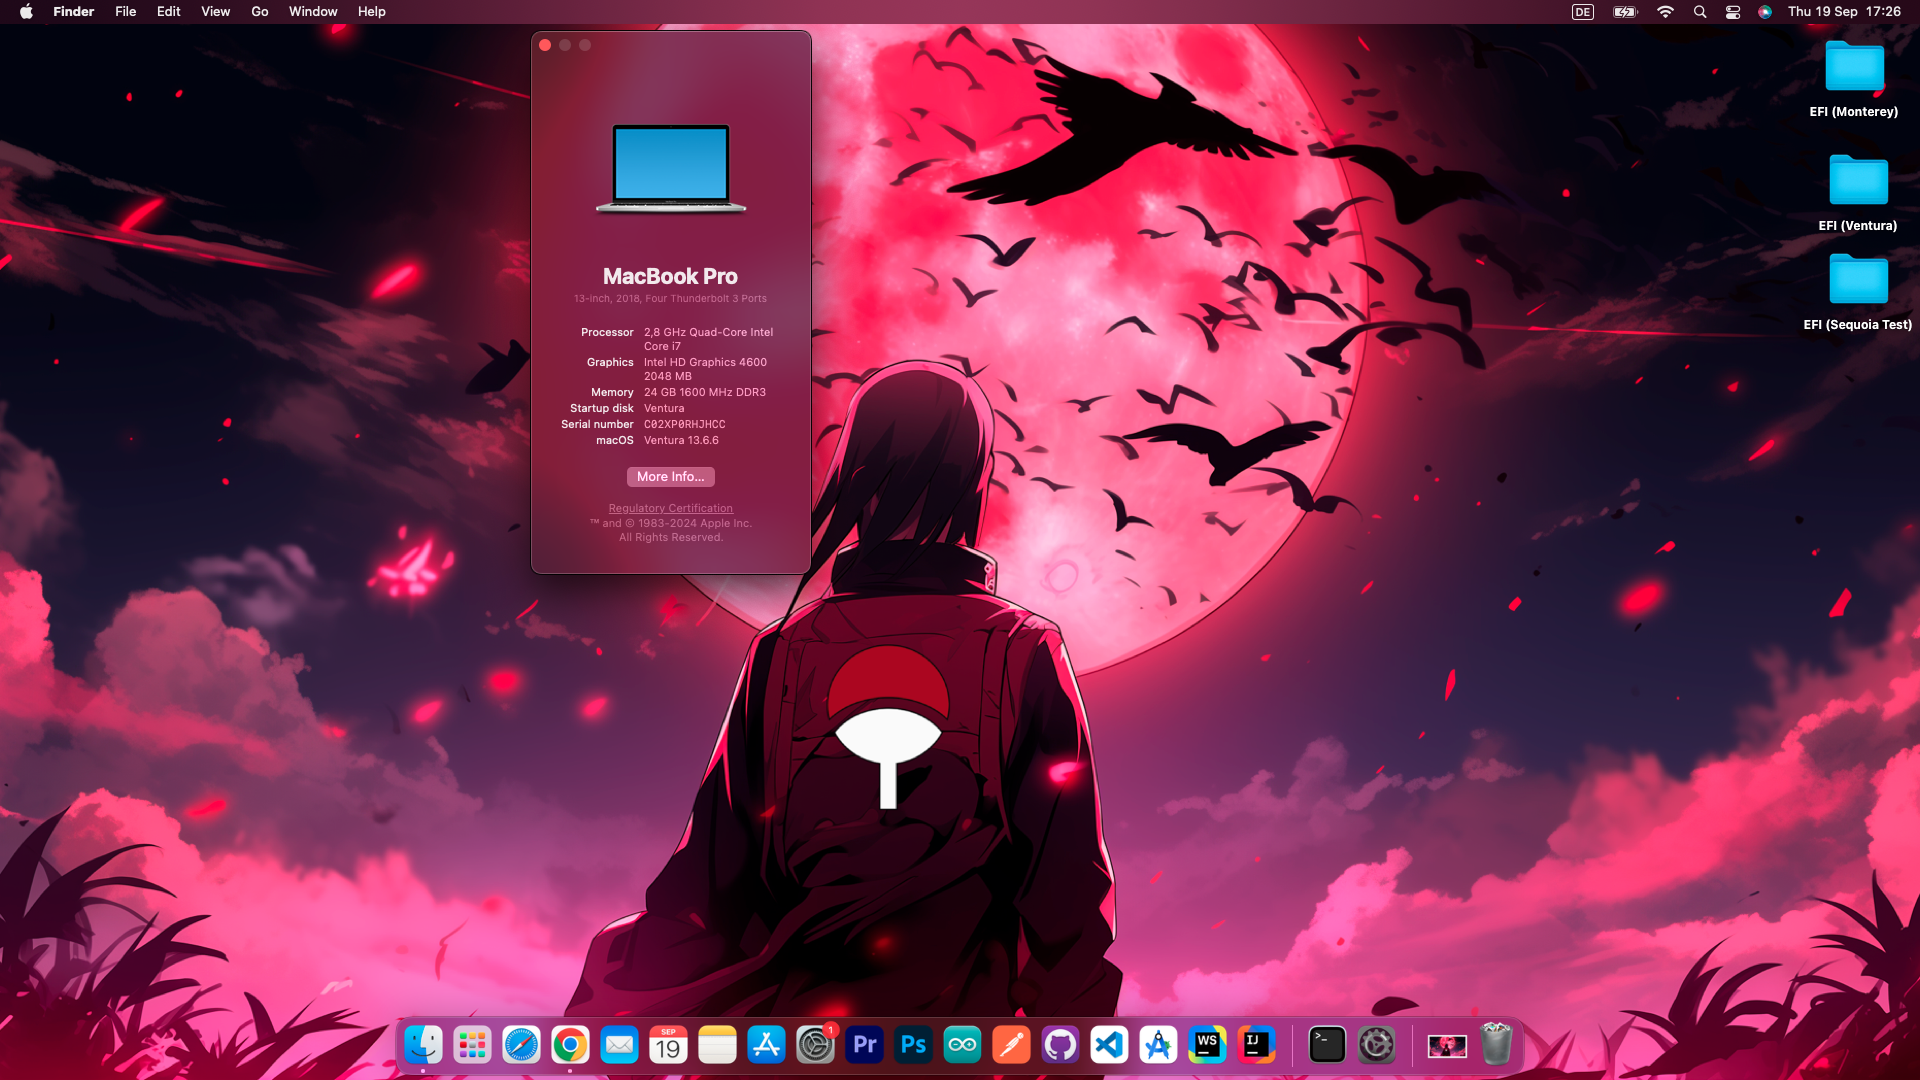 Finder File Edit View Go Window Help
DE Thu 19 Sep 17:26
EFI (Monterey)
EFI (Ventura)
EFI (Sequoia Test)
MacBook Pro
13-inch, 2018, Four Thunderbolt 3 Ports
Processor 2,8 GHz Quad-Core Intel
Core i7
Graphics Intel HD Graphics 4600
2048 MB
Memory 24 GB 1600 MHz DDR3
Startup disk Ventura
Serial number C02XP0RHJHCC
macOS Ventura 13.6.6
More Info...
Regulatory Certification
™ and © 1983-2024 Apple Inc.
All Rights Reserved.
SEP
19
1
Pr
Ps
WS
IJ
>_